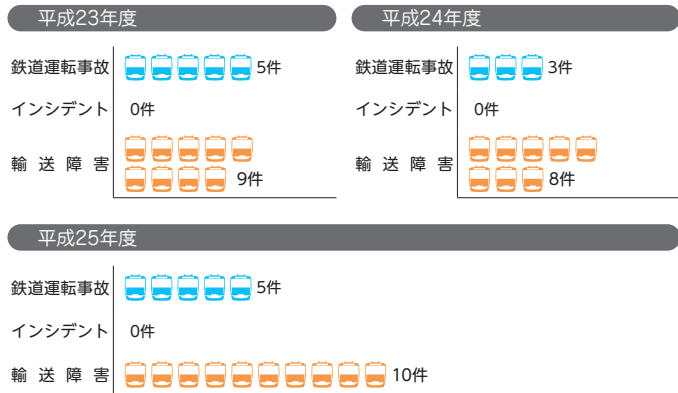 平成23年度
鉄道運転事故 5件
インシデント 0件
輸送障害 9件
平成24年度
鉄道運転事故 3件
インシデント 0件
輸送障害 8件
平成25年度
鉄道運転事故 5件
インシデント 0件
輸送障害 10件